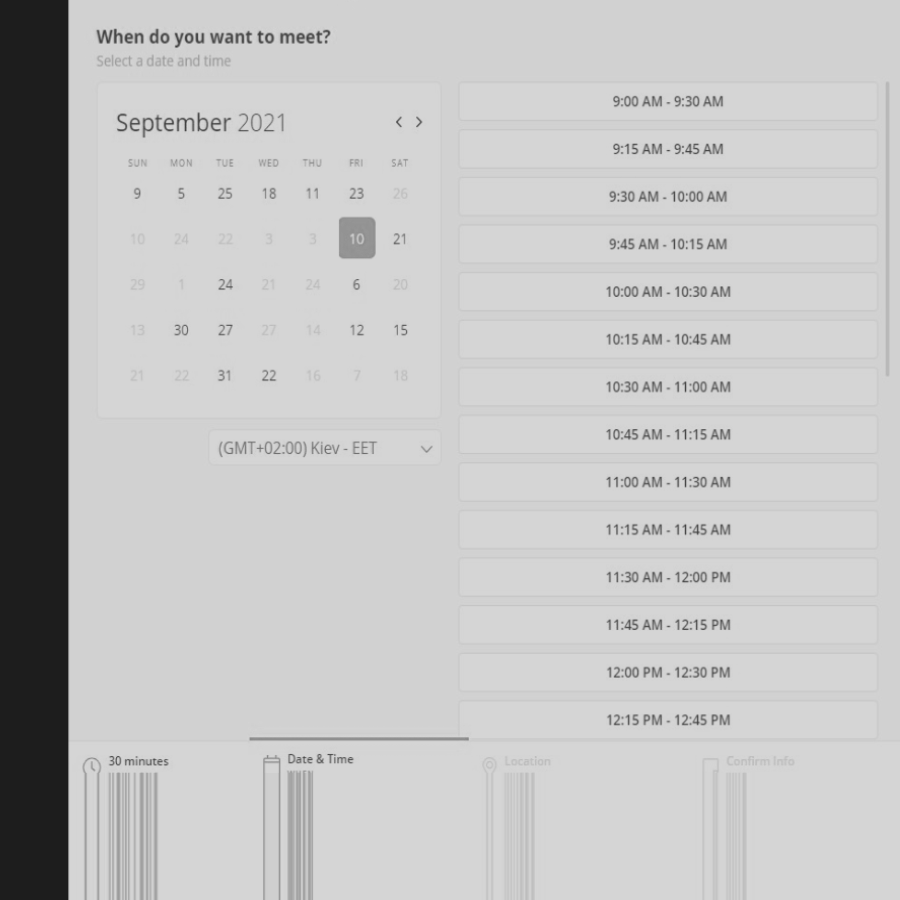 When do you want to meet?
Select a date and time
September 2021
SUN MON TUE WED THU FRI SAT
9 5 25 18 11 23 26
10 24 22 3 3 10 21
29 1 24 21 24 6 20
13 30 27 27 14 12 15
21 22 31 22 16 7 18
(GMT+02:00) Kiev - EET
9:00 AM - 9:30 AM
9:15 AM - 9:45 AM
9:30 AM - 10:00 AM
9:45 AM - 10:15 AM
10:00 AM - 10:30 AM
10:15 AM - 10:45 AM
10:30 AM - 11:00 AM
10:45 AM - 11:15 AM
11:00 AM - 11:30 AM
11:15 AM - 11:45 AM
11:30 AM - 12:00 PM
11:45 AM - 12:15 PM
12:00 PM - 12:30 PM
12:15 PM - 12:45 PM
30 minutes
Date & Time
Location
Confirm Info